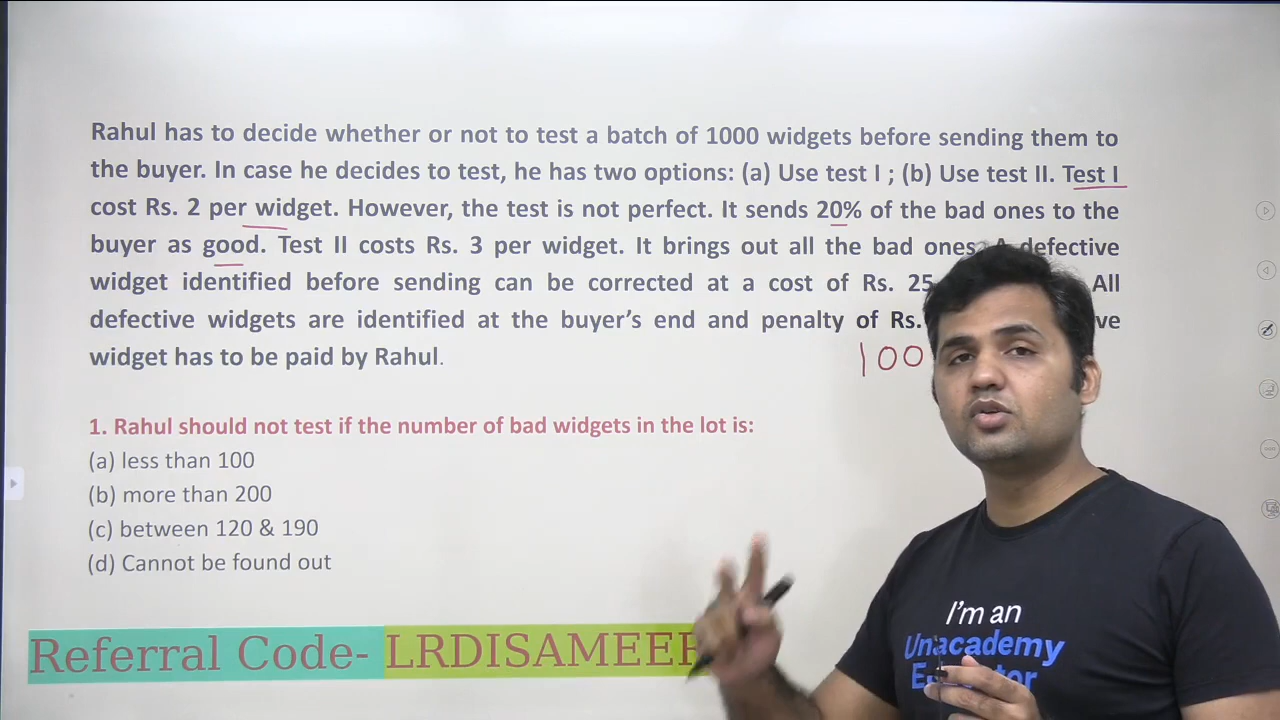 Rahul has to decide whether or not to test a batch of 1000 widgets before sending them to
the buyer. In case he decides to test, he has two options: (a) Use test I ; (b) Use test II. Test I
cost Rs. 2 per widget. However, the test is not perfect. It sends 20% of the bad ones to the
buyer as good. Test II costs Rs. 3 per widget. It brings out all the bad ones. A defective
widget identified before sending can be corrected at a cost of Rs. 25 All
defective widgets are identified at the buyer's end and penalty of Rs.
widget has to be paid by Rahul.
100
1. Rahul should not test if the number of bad widgets in the lot is:
(a) less than 100
(b) more than 200
(c) between 120 & 190
(d) Cannot be found out
Referral Code- LRDISAMEER
I'm an
Unacademy